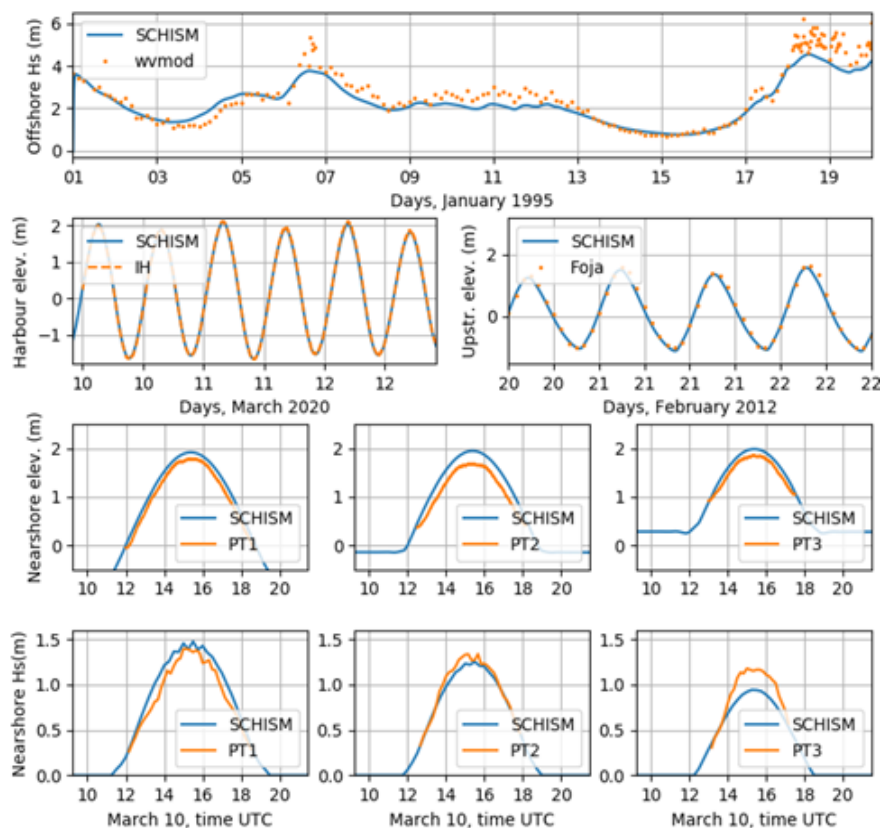 Offshore Hs (m)
6
4
2
0
SCHISM
wvmod
01 03 05 07 09 11 13 15 17 19
Days, January 1995
Harbour elev. (m)
2
1
0
−1
SCHISM
IH
10 10 11 11 12 12
Days, March 2020
Upstr. elev. (m)
2
0
SCHISM
Foja
20 20 21 21 21 21 22 22 22
Days, February 2012
Nearshore elev. (m)
2
1
0
SCHISM
PT1
10 12 14 16 18 20
2
1
0
SCHISM
PT2
10 12 14 16 18 20
2
1
0
SCHISM
PT3
10 12 14 16 18 20
Nearshore Hs(m)
1.5
1.0
0.5
0.0
SCHISM
PT1
10 12 14 16 18 20
March 10, time UTC
1.5
1.0
0.5
0.0
SCHISM
PT2
10 12 14 16 18 20
March 10, time UTC
1.5
1.0
0.5
0.0
SCHISM
PT3
10 12 14 16 18 20
March 10, time UTC